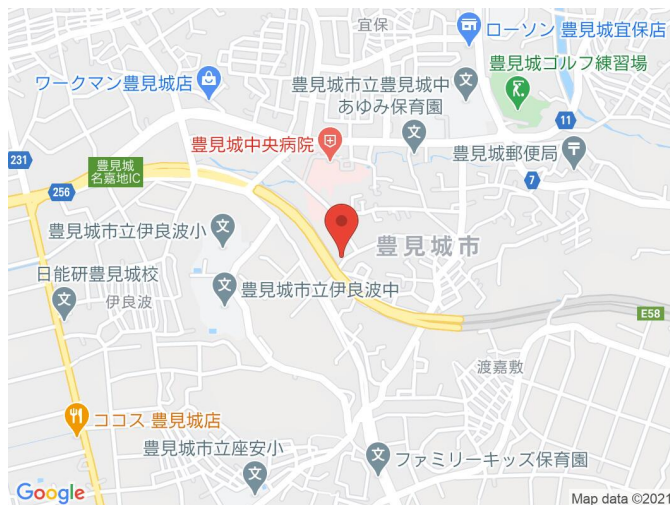 宜保
ローソン 豊見城宜保店
豊見城ゴルフ練習場
ワークマン豊見城店
豊見城市立豊見城中
あゆみ保育園
11
豊見城中央病院
豊見城郵便局
231
豊見城
名嘉地IC
7
256
豊見城市立伊良波小
豊見城市
日能研豊見城校
伊良波
豊見城市立伊良波中
E58
渡嘉敷
ココス 豊見城店
豊見城市立座安小
ファミリーキッズ保育園
Google
Map data ©2021